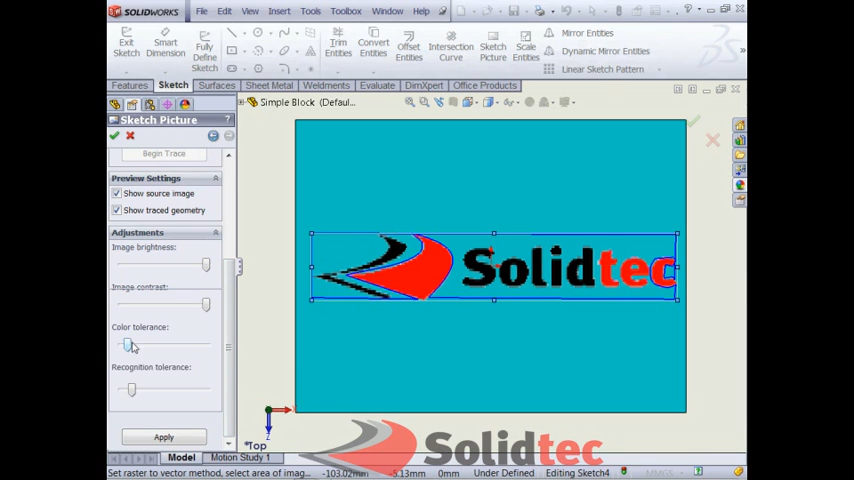 SOLIDWORKS File Edit View Insert Tools Toolbox Window Help
Exit Sketch
Smart Dimension
Fully Define Sketch
Trim Entities
Convert Entities
Offset Entities
Intersection Curve
Sketch Picture
Scale Entities
Mirror Entities
Dynamic Mirror Entities
Linear Sketch Pattern
Features Sketch Surfaces Sheet Metal Weldments Evaluate DimXpert Office Products
Simple Block (Defaul...
Sketch Picture ?
Begin Trace
Preview Settings
Show source image
Show traced geometry
Adjustments
Image brightness:
Image contrast:
Color tolerance:
Recognition tolerance:
Apply
Solidtec
Z
*Top
Solidtec
Model Motion Study 1
Set raster to vector method, select area of imag... -103.02mm -5.13mm 0mm Under Defined Editing Sketch4 MMGS